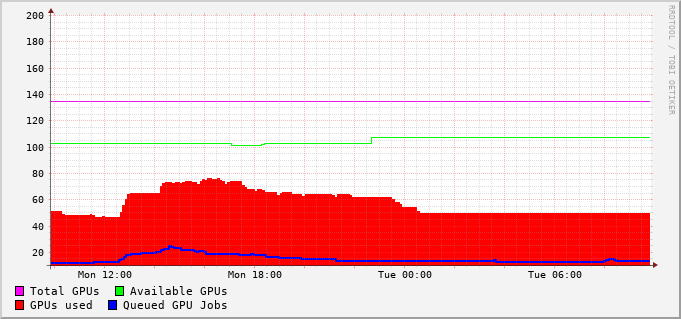 200
180
160
140
120
100
80
60
40
20
Mon 12:00 Mon 18:00 Tue 00:00 Tue 06:00
Total GPUs Available GPUs
GPUs used Queued GPU Jobs
RRDTOOL / TOBI OETIKER